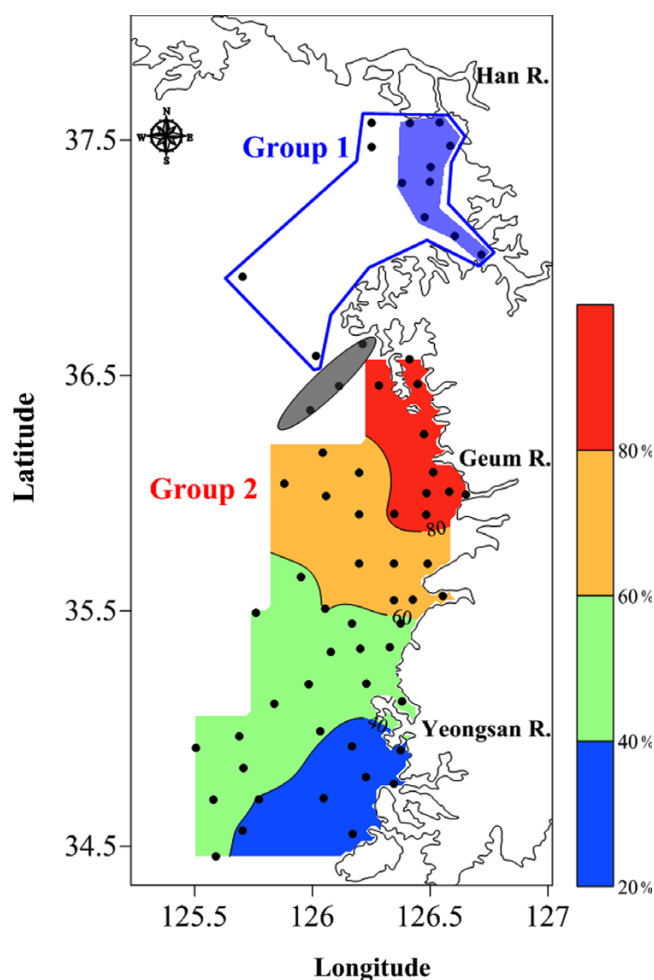 Han R.
N
W E
S
37.5
Group 1
36.5
Latitude
80%
Geum R.
Group 2
80
60%
35.5
60
40
Yeongsan R.
40%
34.5
20%
125.5 126 126.5 127
Longitude